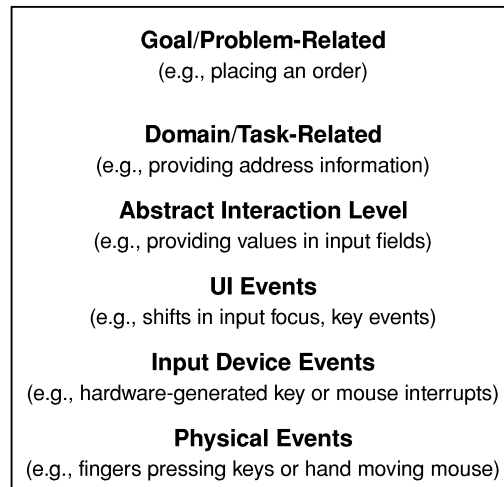 Goal/Problem-Related
(e.g., placing an order)
Domain/Task-Related
(e.g., providing address information)
Abstract Interaction Level
(e.g., providing values in input fields)
UI Events
(e.g., shifts in input focus, key events)
Input Device Events
(e.g., hardware-generated key or mouse interrupts)
Physical Events
(e.g., fingers pressing keys or hand moving mouse)